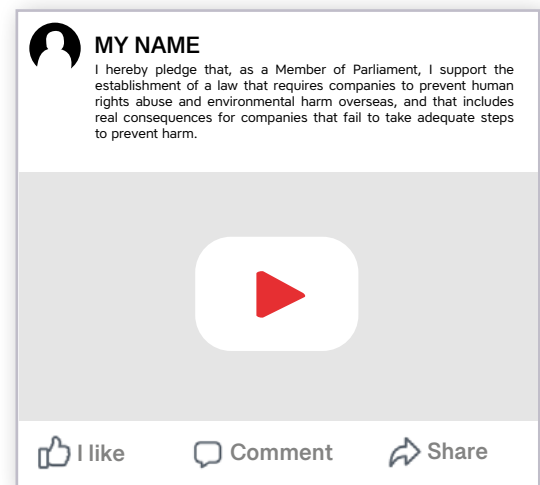 MY NAME
I hereby pledge that, as a Member of Parliament, I support the
establishment of a law that requires companies to prevent human
rights abuse and environmental harm overseas, and that includes
real consequences for companies that fail to take adequate steps
to prevent harm.
I like
Comment
Share